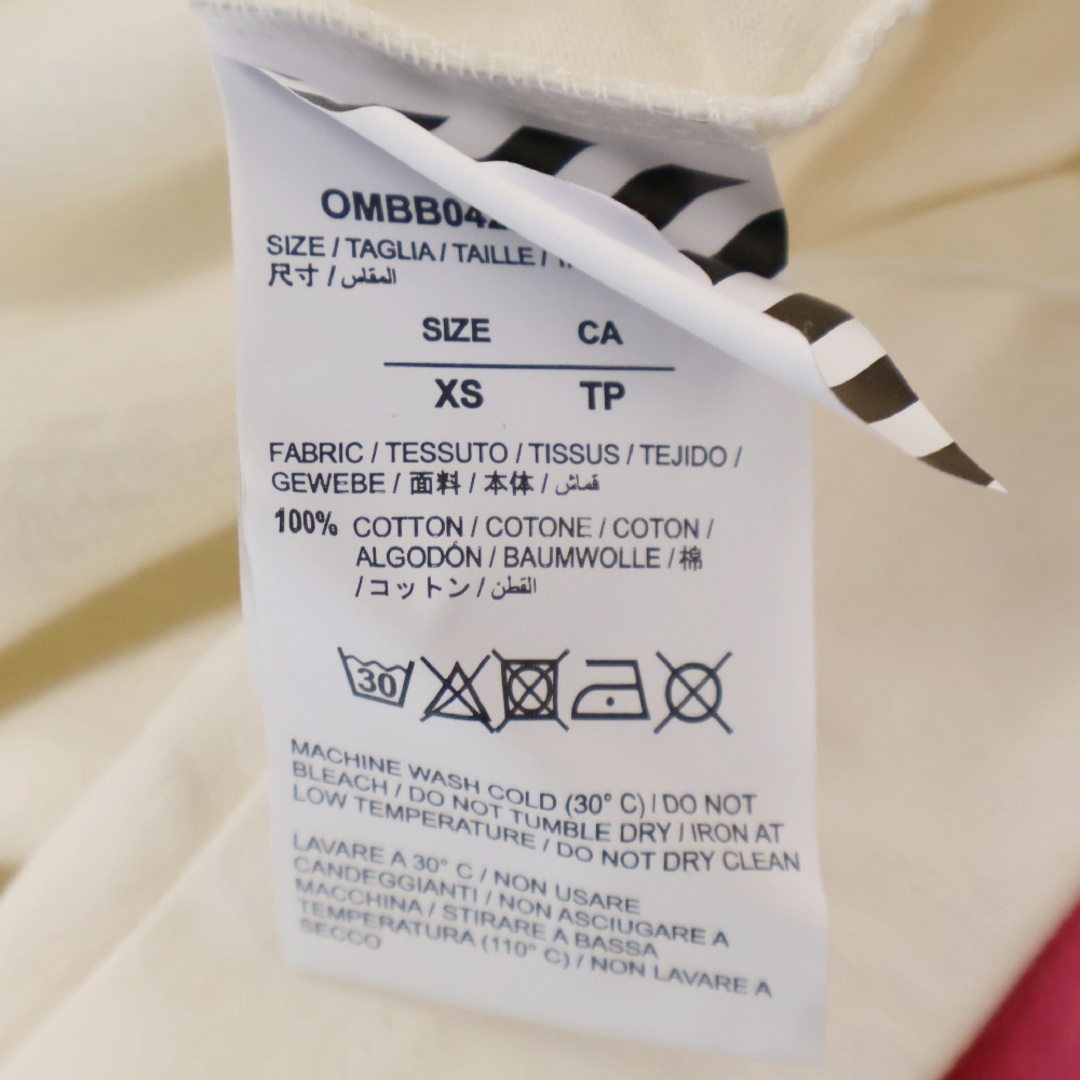 OMBB04
SIZE / TAGLIA / TAILLE /
尺寸 / المقاس
SIZE CA
XS TP
FABRIC / TESSUTO / TISSUS / TEJIDO /
GEWEBE / 面料 / 本体 / قماش
100% COTTON / COTONE / COTON /
ALGODÓN / BAUMWOLLE / 棉
/ コットン / القطن
30
MACHINE WASH COLD (30° C) / DO NOT
BLEACH / DO NOT TUMBLE DRY / IRON AT
LOW TEMPERATURE / DO NOT DRY CLEAN
LAVARE A 30° C / NON USARE
CANDEGGIANTI / NON ASCIUGARE A
MACCHINA / STIRARE A BASSA
TEMPERATURA (110° C) / NON LAVARE A
SECCO